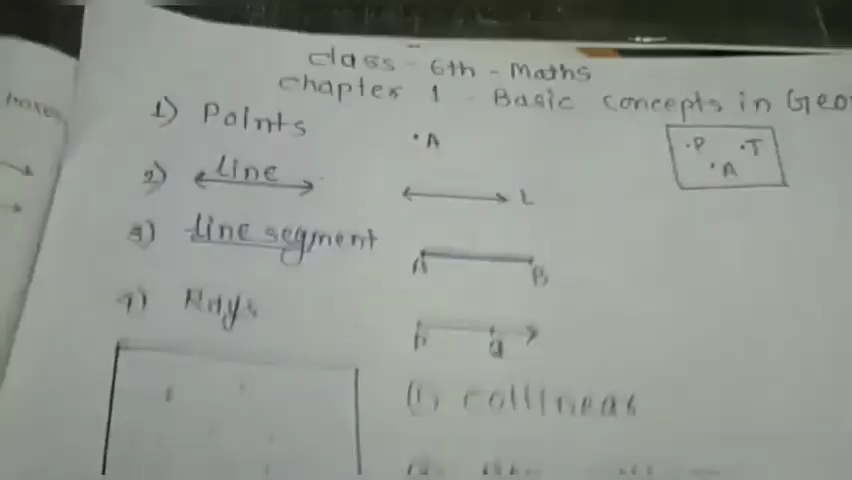 Class - 6th - Maths
Chapter 1 - Basic concepts in Geo
1) Points
.A
.P .T
.A
2) Line
L
3) Line segment
A B
4) Rays
P Q
(i) collinear